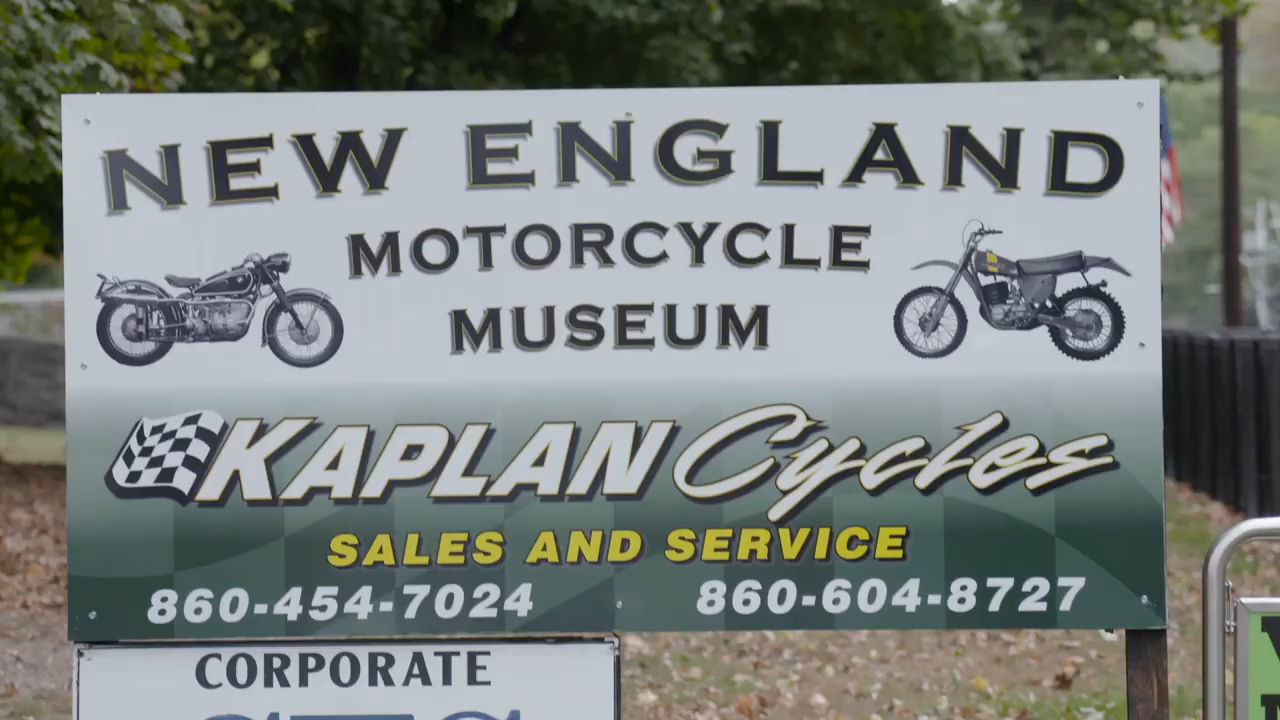 NEW ENGLAND
MOTORCYCLE
MUSEUM
KAPLAN Cycles
SALES AND SERVICE
860-454-7024 860-604-8727
CORPORATE